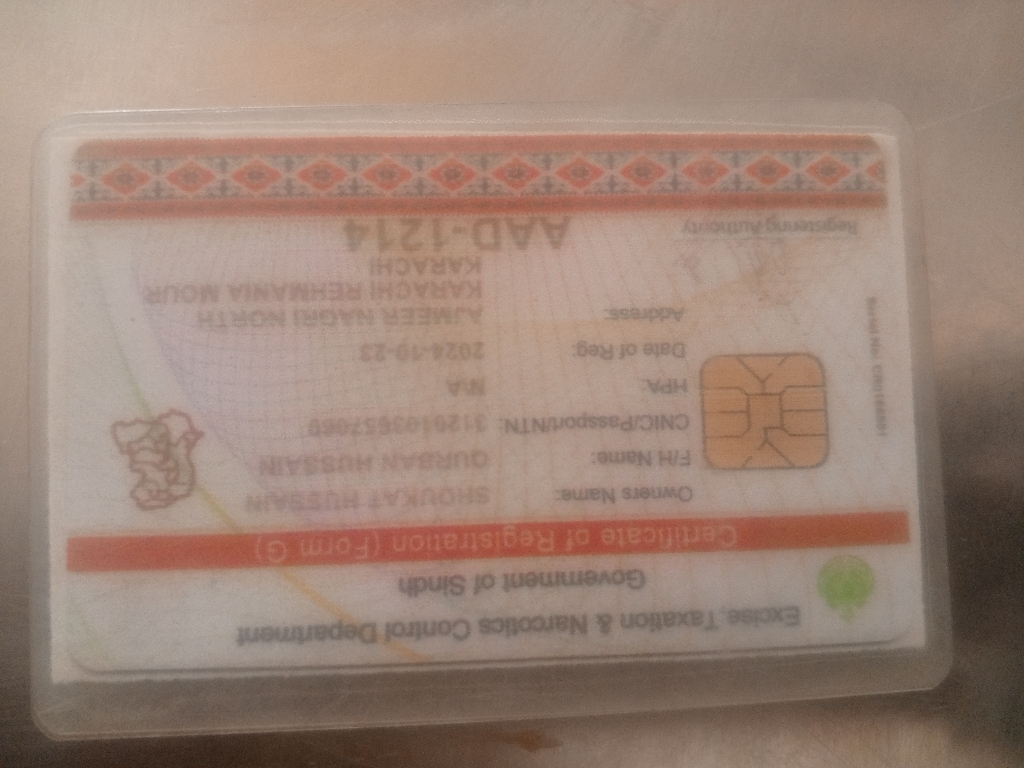 Excise, Taxation & Narcotics Control Department
Government of Sindh
Certificate of Registration (Form G)
Owners Name: SHOUKAT HUSSAIN
F/H Name: QURBAN HUSSAIN
CNIC/Passport/NTN:
HPA: N\A
Date of Reg: 2024-10-23
Address: AJMEER NAGRI NORTH
KARACHI REHMANIA MOUR
KARACHI
AAD-1214
Registering Authority